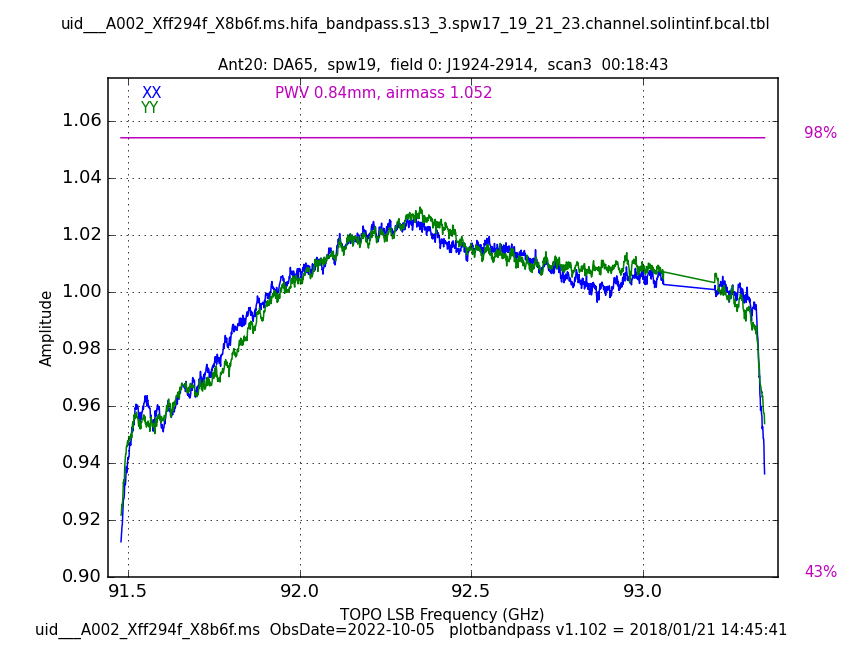 uid___A002_Xff294f_X8b6f.ms.hifa_bandpass.s13_3.spw17_19_21_23.channel.solintinf.bcal.tbl
Ant20: DA65,  spw19,  field 0: J1924-2914,  scan3  00:18:43
XX
PWV 0.84mm, airmass 1.052
YY
1.06
98%
1.04
1.02
1.00
0.98
0.96
0.94
0.92
0.90
43%
Amplitude
91.5 92.0 92.5 93.0
TOPO LSB Frequency (GHz)
uid___A002_Xff294f_X8b6f.ms  ObsDate=2022-10-05   plotbandpass v1.102 = 2018/01/21 14:45:41